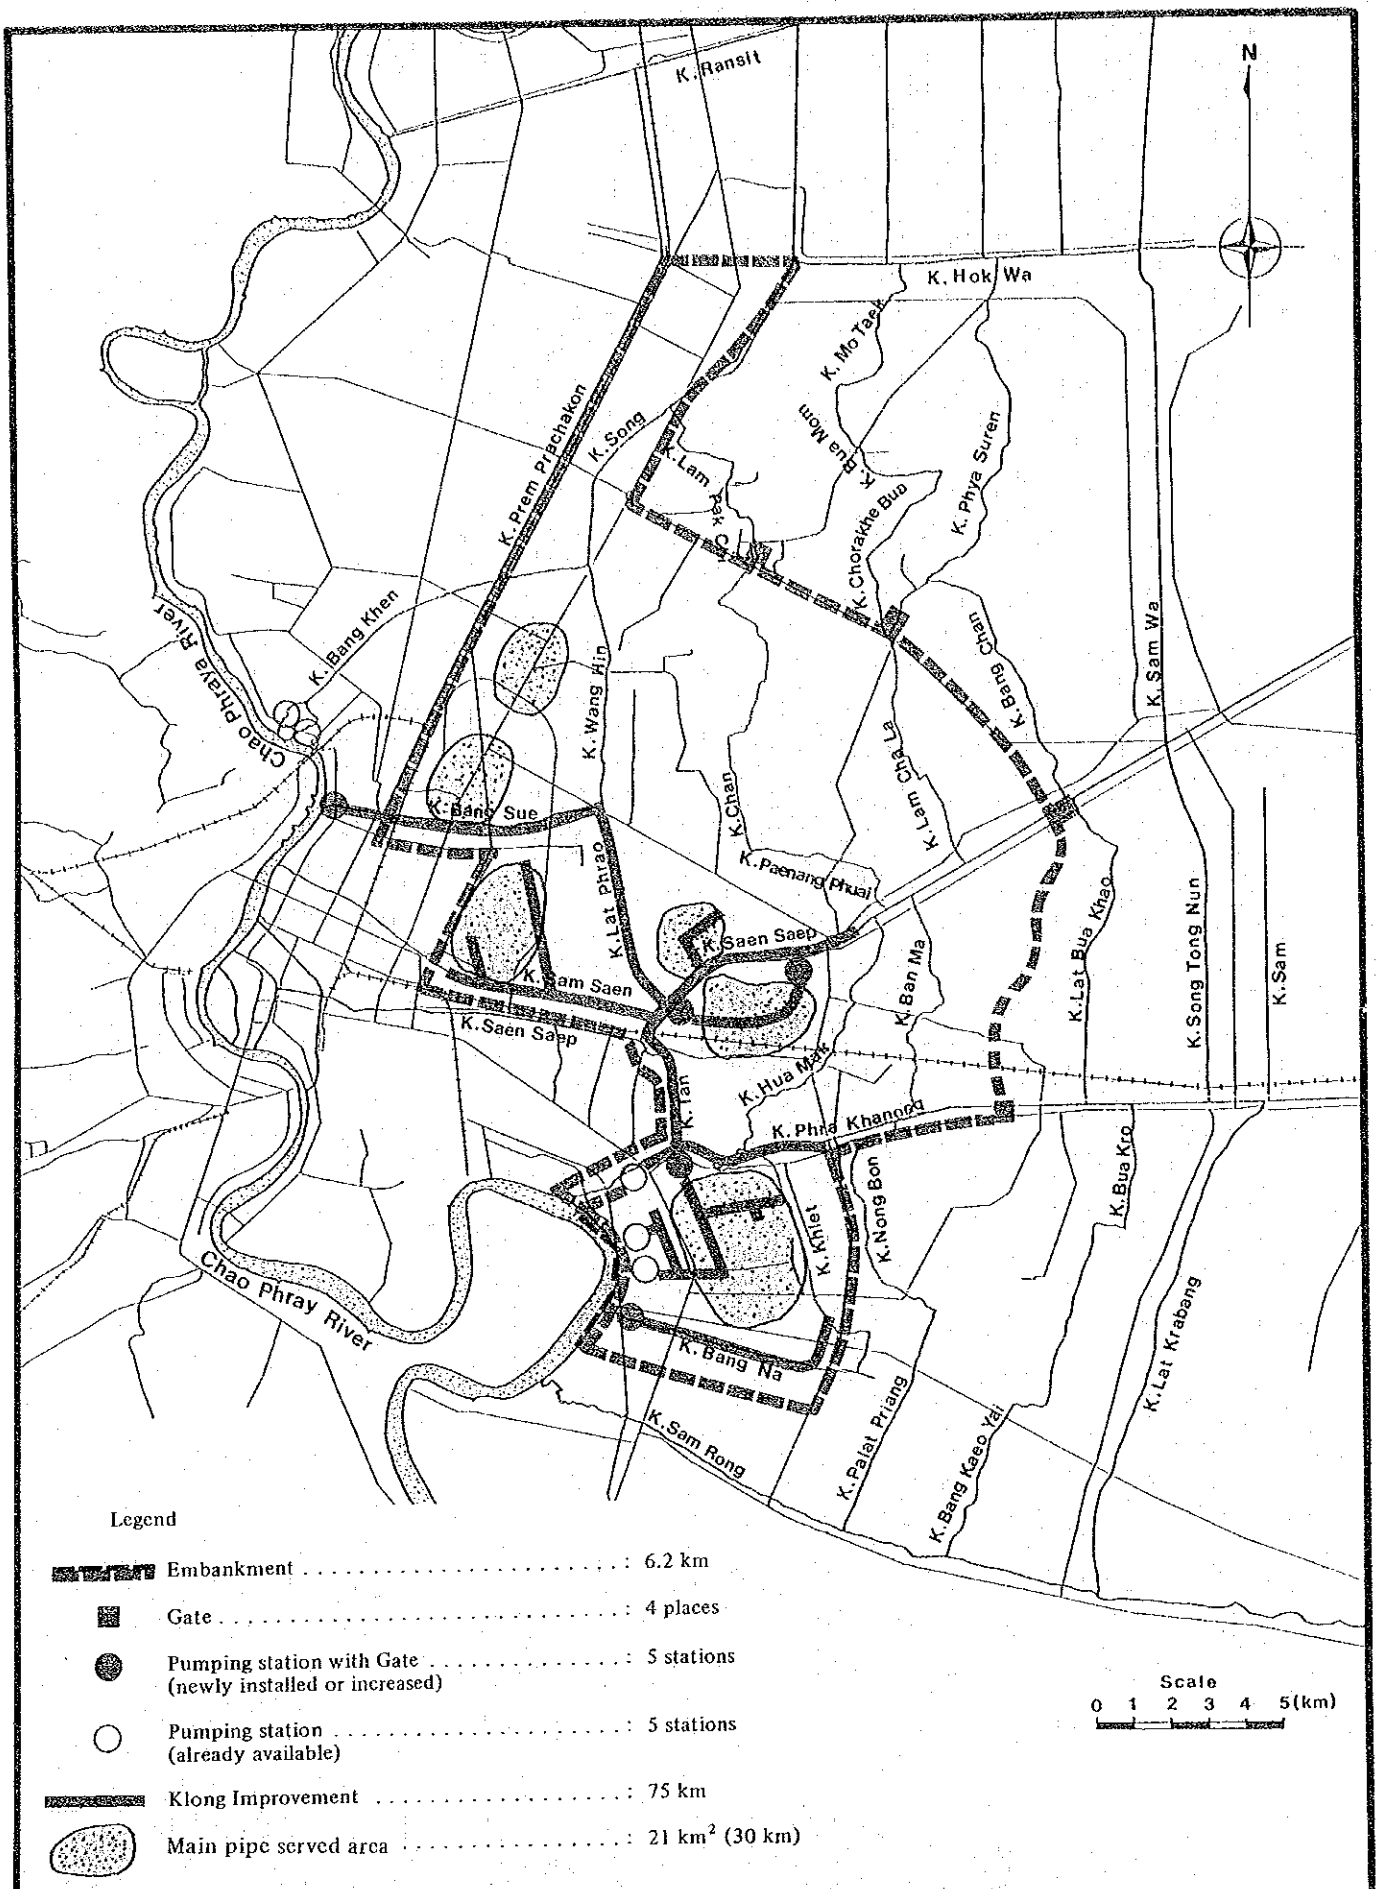 K. Ransit
N
K. Hok Wa
K. Mo Taek
K. Bua Mom
K. Song
K. Prem Prachakon
K. Phya Suren
K. Chorakhe Bua
K. Bang Khen
Chao Phraya River
K. Wang Hin
K. Bang Chan
K. Sam Wa
K. Chan
K. Lam Cha La
K. Bang Sue
K. Paenang Phuai
K. Lat Phrao
K. Saen Saep
K. Ban Ma
K. Lat Bua Khao
K. Song Tong Nun
K. Sam
K. Sam Saen
K. Saen Saep
K. Hua Mak
K. Tan
K. Phra Khanong
K. Nong Bon
K. Bua Kro
K. Khlet
Chao Phray River
K. Bang Na
K. Lat Krabang
K. Palat Priang
K. Sam Rong
K. Bang Kaeo Yai
Legend
Embankment : 6.2 km
Gate : 4 places
Pumping station with Gate : 5 stations
(newly installed or increased)
Pumping station : 5 stations
(already available)
Klong Improvement : 75 km
Main pipe served area : 21 km² (30 km)
Scale
0 1 2 3 4 5(km)